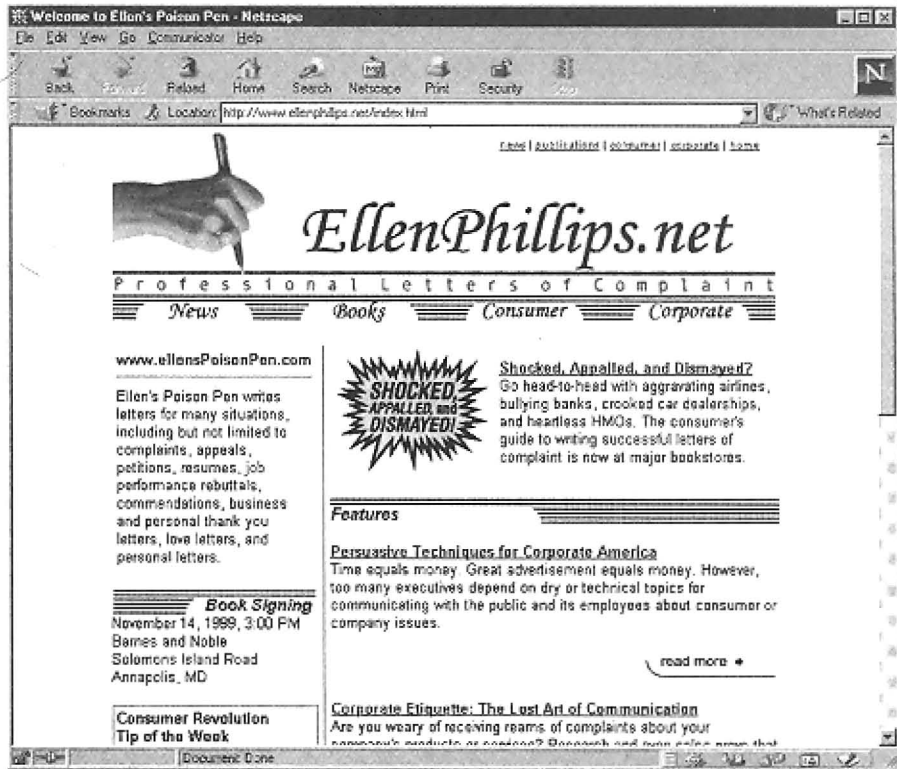 Welcome to Ellen's Poison Pen - Netscape
File Edit View Go Communicator Help
Back Forward Reload Home Search Netscape Print Security Stop
Bookmarks Location: http://www.ellenphillips.net/index.html What's Related
news | publications | consumer | corporate | home
EllenPhillips.net
Professional Letters of Complaint
News Books Consumer Corporate
www.ellensPoisonPen.com
Ellen's Poison Pen writes
letters for many situations,
including but not limited to
complaints, appeals,
petitions, resumes, job
performance rebuttals,
commendations, business
and personal thank you
letters, love letters, and
personal letters.
Book Signing
November 14, 1999, 3:00 PM
Barnes and Noble
Solomons Island Road
Annapolis, MD
Consumer Revolution
Tip of the Week
SHOCKED,
APPALLED, and
DISMAYED!
Shocked, Appalled, and Dismayed?
Go head-to-head with aggravating airlines,
bullying banks, crooked car dealerships,
and heartless HMOs. The consumer's
guide to writing successful letters of
complaint is now at major bookstores.
Features
Persuasive Techniques for Corporate America
Time equals money. Great advertisement equals money. However,
too many executives depend on dry or technical topics for
communicating with the public and its employees about consumer or
company issues.
read more
Corporate Etiquette: The Lost Art of Communication
Are you weary of receiving reams of complaints about your
company's products or services? Research and even sales prove that
Document: Done